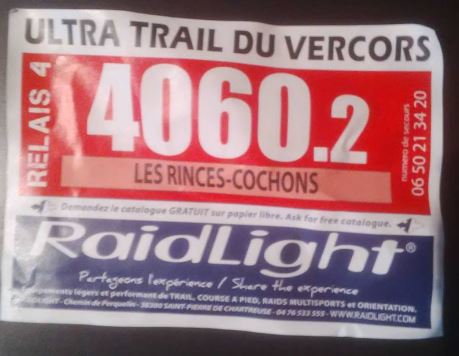 ULTRA TRAIL DU VERCORS
RELAIS 4
4060.2
LES RINCES-COCHONS
numero de secours
06 50 21 34 20
Demandez le catalogue GRATUIT sur papier libre. Ask for free catalogue.
RaidLight®
Partageons l'expérience / Share the experience
Equipements légers et performant de TRAIL, COURSE A PIED, RAIDS MULTISPORTS et ORIENTATION.
RAIDLIGHT - Chemin de Perquelin - 38380 SAINT-PIERRE DE CHARTREUSE - 04 76 533 555 - WWW.RAIDLIGHT.COM